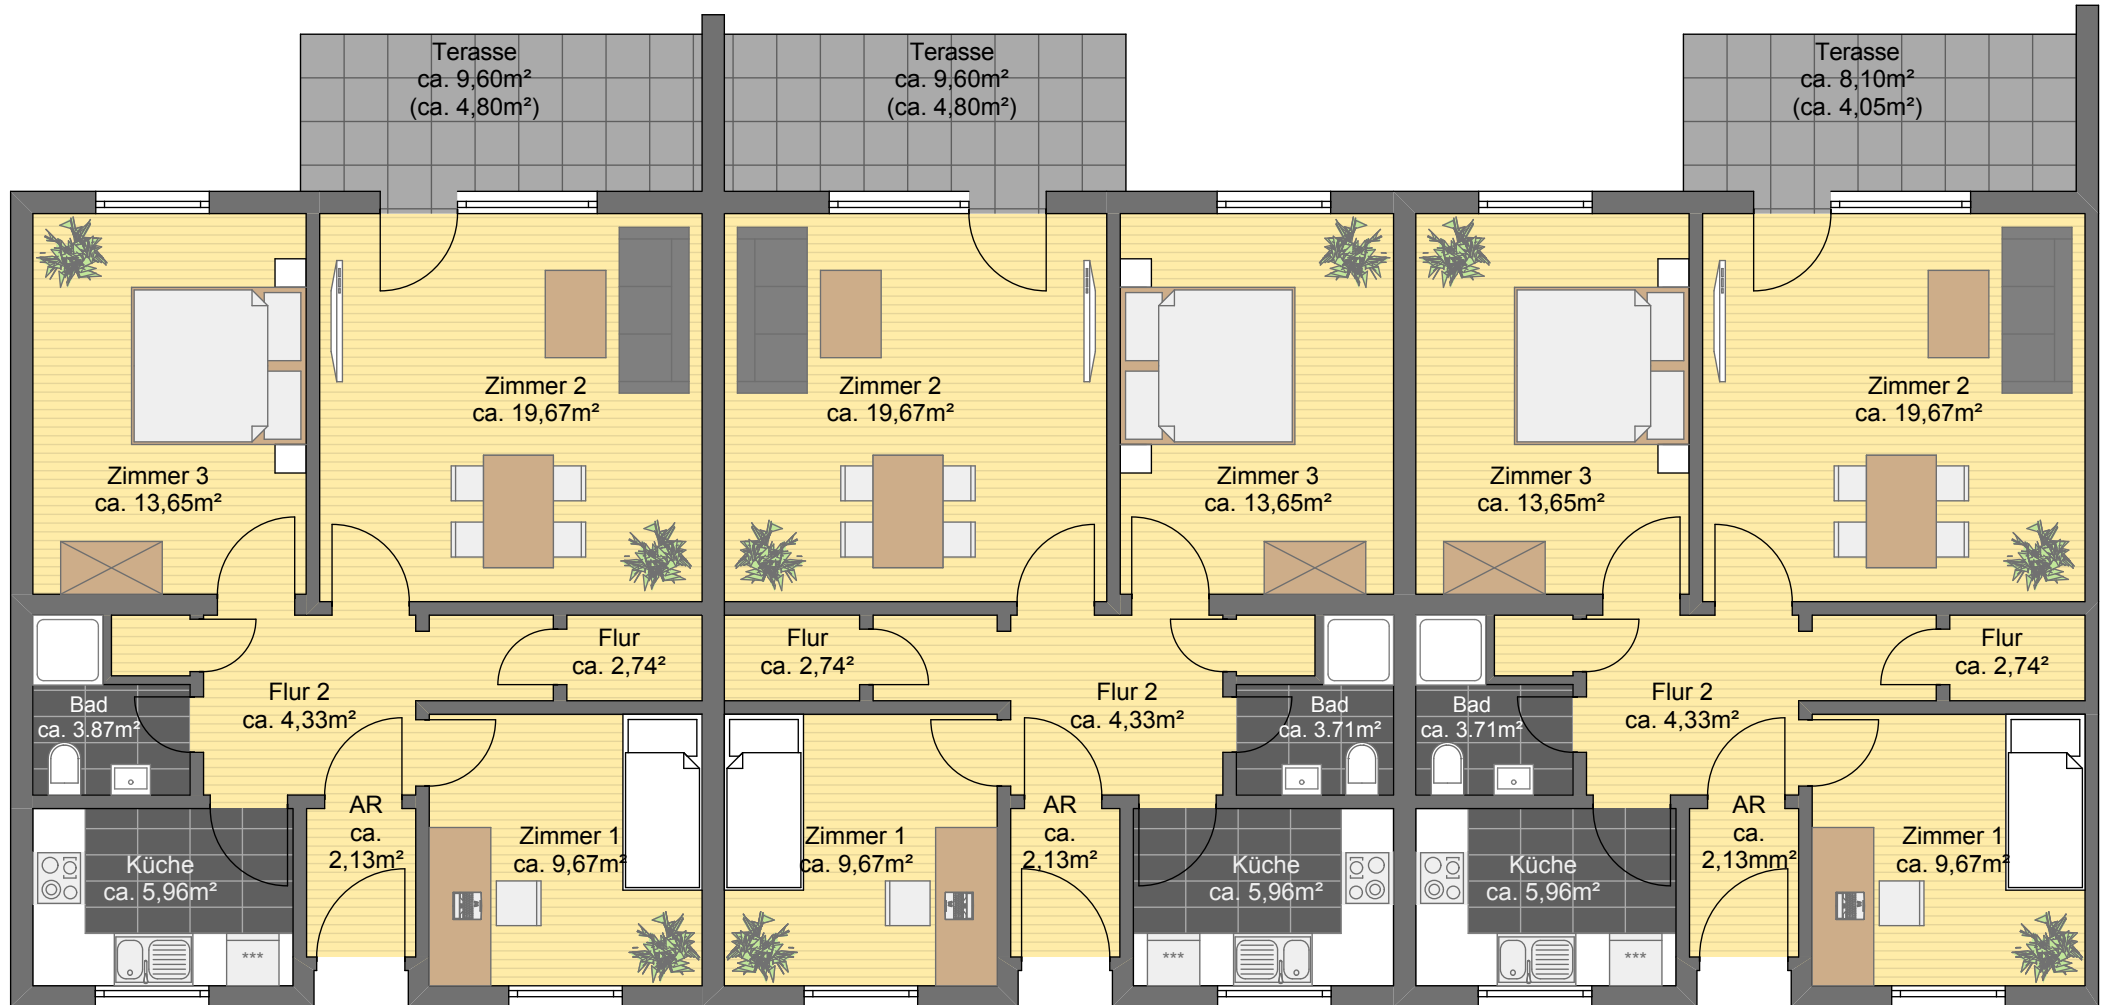 Terasse
ca. 9,60m²
(ca. 4,80m²)
Terasse
ca. 9,60m²
(ca. 4,80m²)
Terasse
ca. 8,10m²
(ca. 4,05m²)
Zimmer 3
ca. 13,65m²
Zimmer 2
ca. 19,67m²
Zimmer 2
ca. 19,67m²
Zimmer 3
ca. 13,65m²
Zimmer 3
ca. 13,65m²
Zimmer 2
ca. 19,67m²
Flur
ca. 2,74²
Flur
ca. 2,74²
Flur
ca. 2,74²
Bad
ca. 3.87m²
Flur 2
ca. 4,33m²
Flur 2
ca. 4,33m²
Bad
ca. 3.71m²
Bad
ca. 3.71m²
Flur 2
ca. 4,33m²
Küche
ca. 5,96m²
AR
ca.
2,13m²
Zimmer 1
ca. 9,67m²
Zimmer 1
ca. 9,67m²
AR
ca.
2,13m²
Küche
ca. 5,96m²
Küche
ca. 5,96m²
AR
ca.
2,13mm²
Zimmer 1
ca. 9,67m²
***
***
***